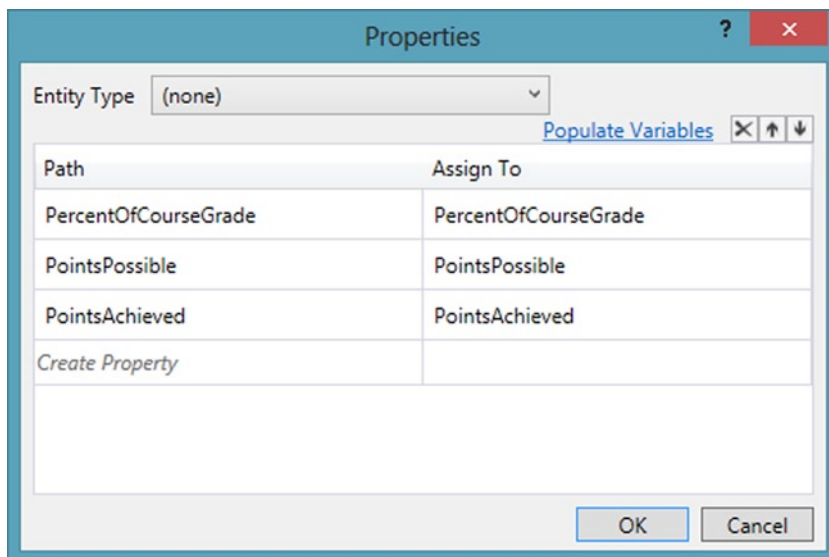 Properties ?
Entity Type (none)
Populate Variables
Path Assign To
PercentOfCourseGrade PercentOfCourseGrade
PointsPossible PointsPossible
PointsAchieved PointsAchieved
Create Property
OK Cancel